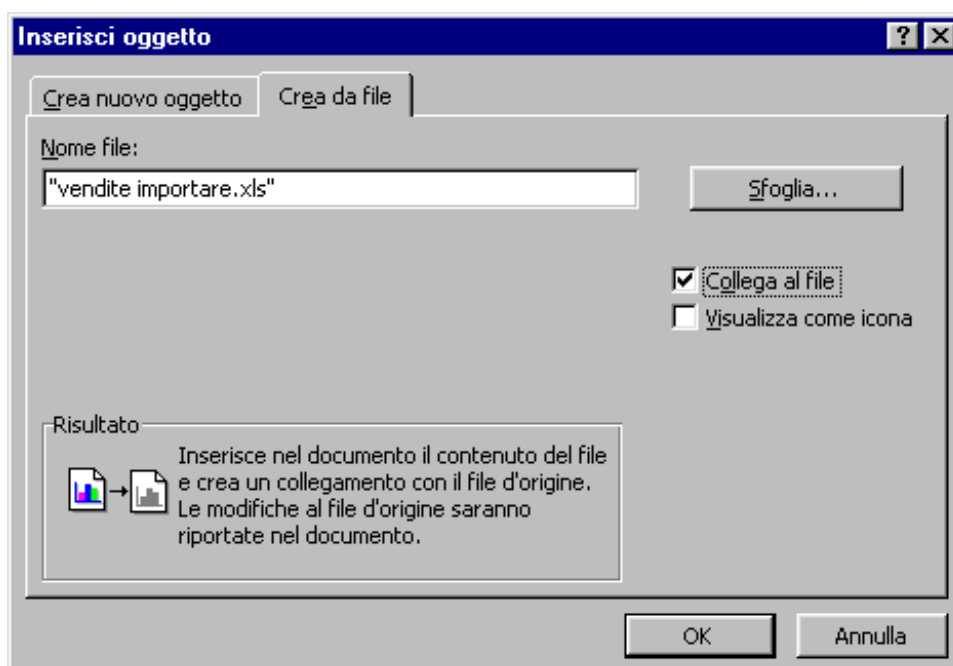 Inserisci oggetto
Crea nuovo oggetto
Crea da file
Nome file:
"vendite importare.xls"
Sfoglia...
Collega al file
Visualizza come icona
Risultato
Inserisce nel documento il contenuto del file
e crea un collegamento con il file d'origine.
Le modifiche al file d'origine saranno
riportate nel documento.
OK
Annulla